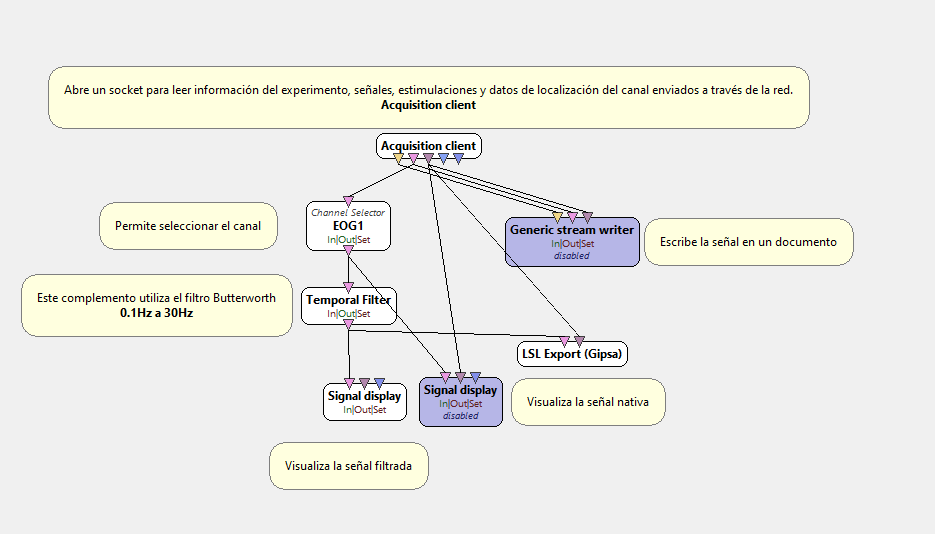 Abre un socket para leer información del experimento, señales, estimulaciones y datos de localización del canal enviados a través de la red.
Acquisition client
Acquisition client
Permite seleccionar el canal
Channel Selector
EOG1
In|Out|Set
Generic stream writer
In|Out|Set
disabled
Escribe la señal en un documento
Este complemento utiliza el filtro Butterworth
0.1Hz a 30Hz
Temporal Filter
In|Out|Set
LSL Export (Gipsa)
Signal display
In|Out|Set
Signal display
In|Out|Set
disabled
Visualiza la señal nativa
Visualiza la señal filtrada